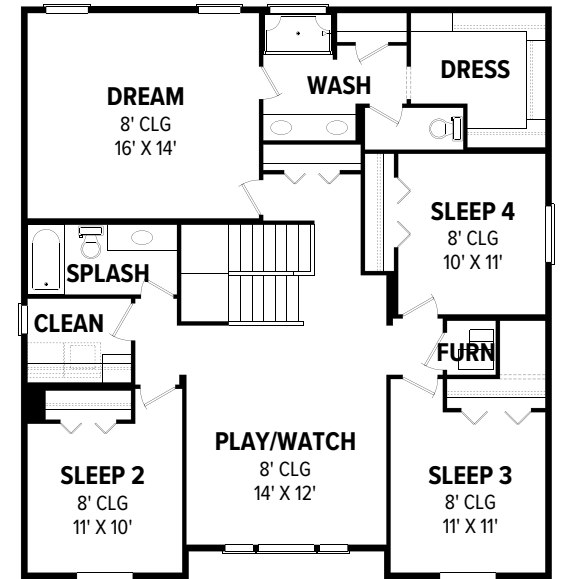 DREAM
8' CLG
16' X 14'
WASH
DRESS
SLEEP 4
8' CLG
10' X 11'
SPLASH
CLEAN
FURN
PLAY/WATCH
8' CLG
14' X 12'
SLEEP 2
8' CLG
11' X 10'
SLEEP 3
8' CLG
11' X 11'